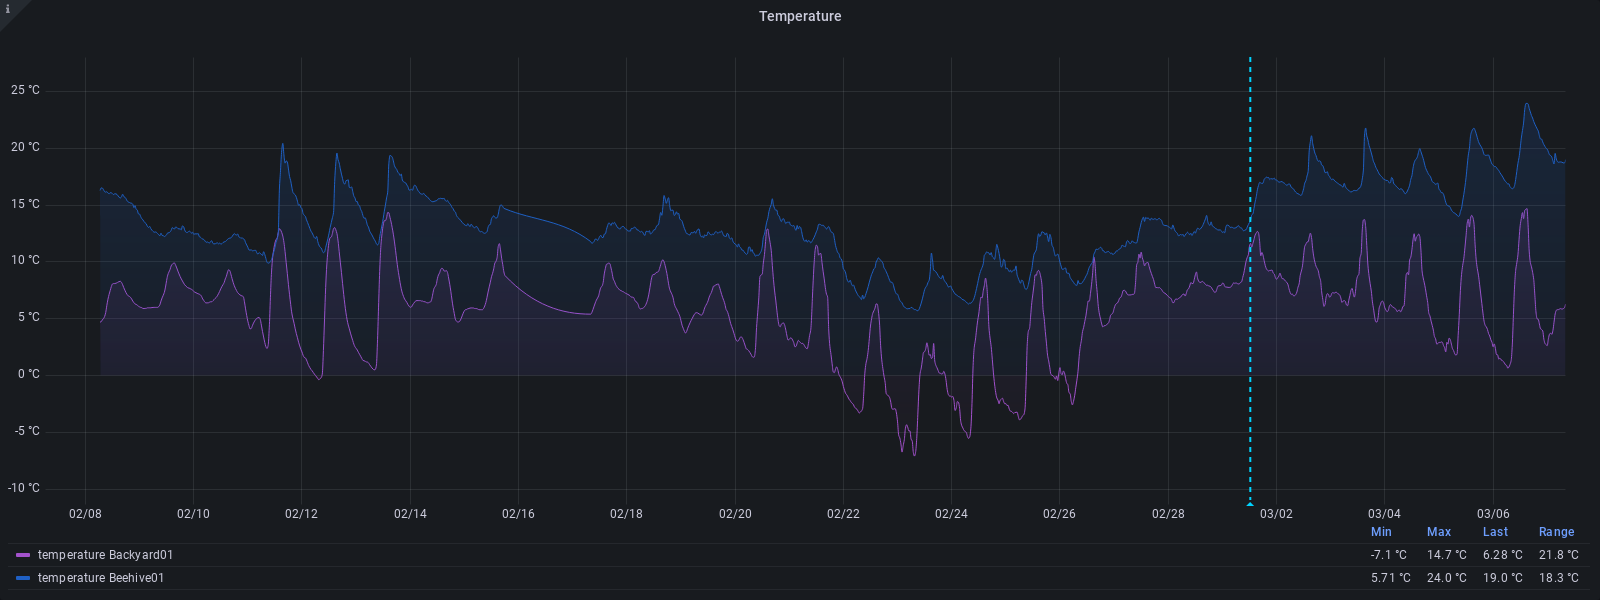 i
Temperature
25 °C
20 °C
15 °C
10 °C
5 °C
0 °C
-5 °C
-10 °C
02/08 02/10 02/12 02/14 02/16 02/18 02/20 02/22 02/24 02/26 02/28 03/02 03/04 03/06
Min Max Last Range
temperature Backyard01 -7.1 °C 14.7 °C 6.28 °C 21.8 °C
temperature Beehive01 5.71 °C 24.0 °C 19.0 °C 18.3 °C